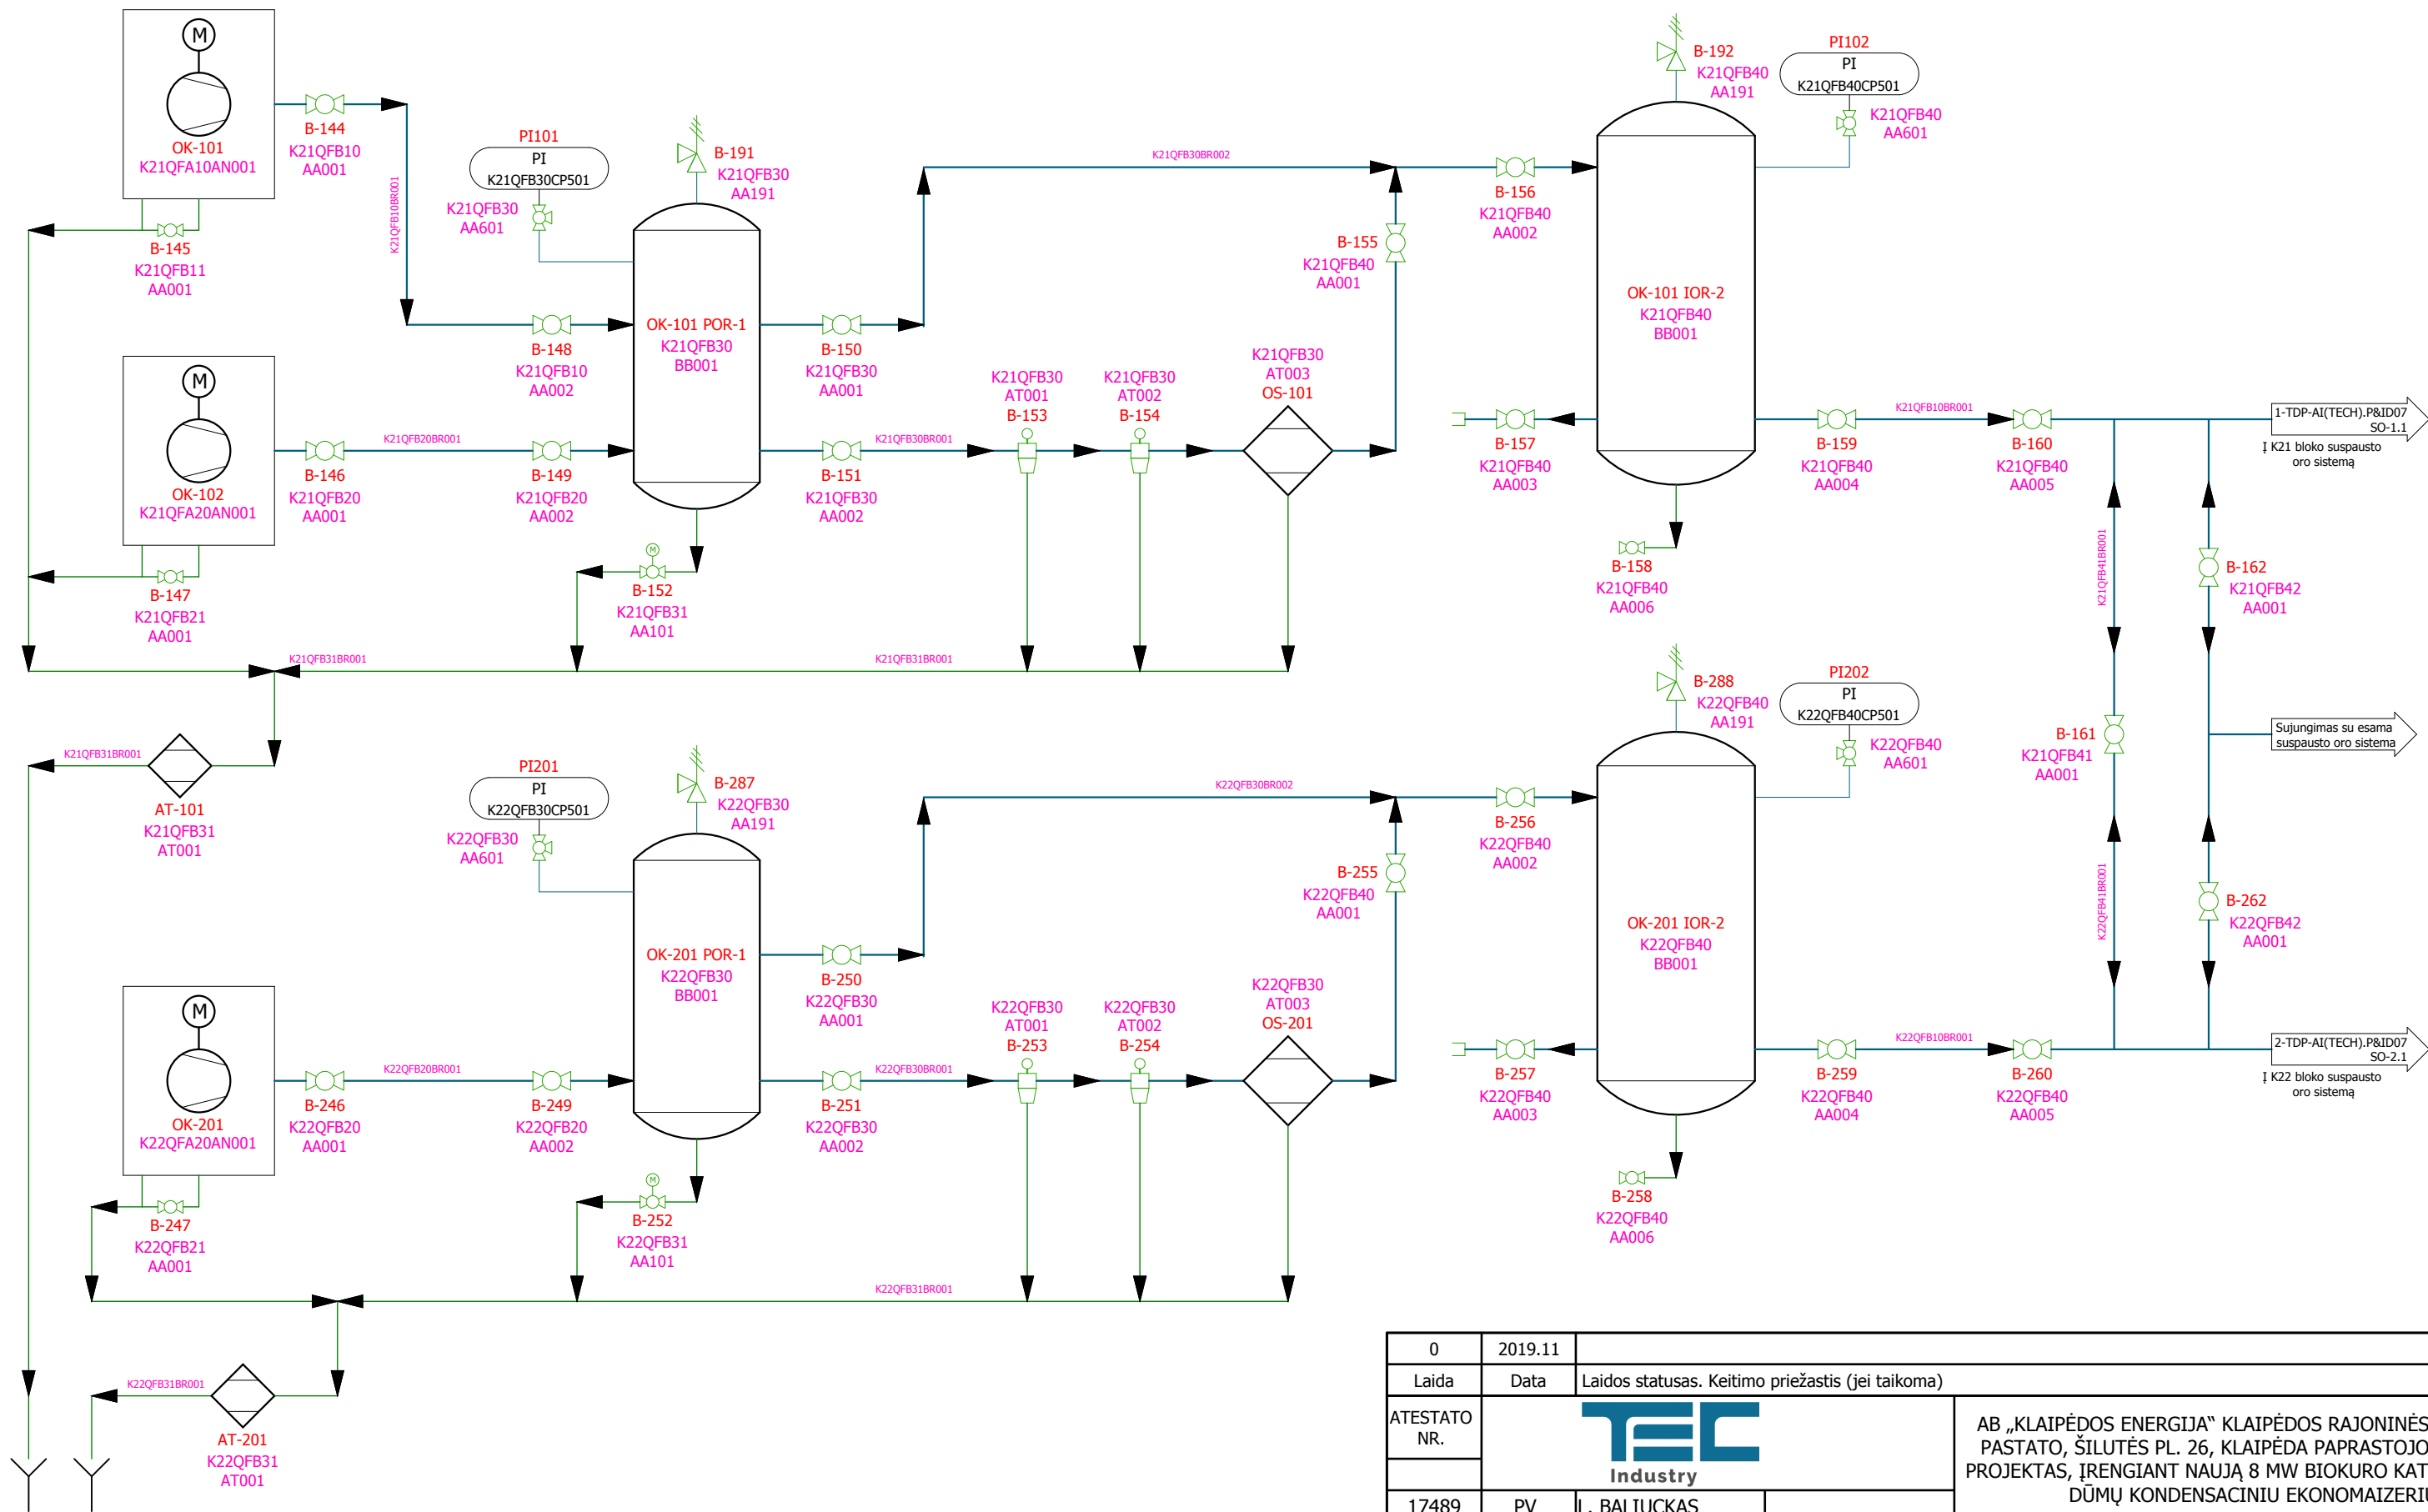 M
OK-101
K21QFA10AN001
B-144
K21QFB10
AA001
K21QFB10BR001
B-145
K21QFB11
AA001
M
OK-102
K21QFA20AN001
B-146
K21QFB20
AA001
K21QFB20BR001
B-147
K21QFB21
AA001
B-148
K21QFB10
AA002
B-149
K21QFB20
AA002
PI101
PI
K21QFB30CP501
K21QFB30
AA601
B-191
K21QFB30
AA191
OK-101 POR-1
K21QFB30
BB001
B-150
K21QFB30
AA001
B-151
K21QFB30
AA002
M
B-152
K21QFB31
AA101
K21QFB30BR002
K21QFB30BR001
K21QFB30
AT001
B-153
K21QFB30
AT002
B-154
K21QFB30
AT003
OS-101
B-155
K21QFB40
AA001
B-156
K21QFB40
AA002
B-192
K21QFB40
AA191
PI102
PI
K21QFB40CP501
K21QFB40
AA601
OK-101 IOR-2
K21QFB40
BB001
B-157
K21QFB40
AA003
B-158
K21QFB40
AA006
B-159
K21QFB40
AA004
K21QFB10BR001
B-160
K21QFB40
AA005
1-TDP-AI(TECH).P&ID07
SO-1.1
Į K21 bloko suspausto
oro sistemą
K21QFB41BR001
B-162
K21QFB42
AA001
B-161
K21QFB41
AA001
Sujungimas su esama
suspausto oro sistema
K22QFB41BR001
B-262
K22QFB42
AA001
K21QFB31BR001
K21QFB31BR001
K21QFB31BR001
AT-101
K21QFB31
AT001
PI201
PI
K22QFB30CP501
K22QFB30
AA601
B-287
K22QFB30
AA191
OK-201 POR-1
K22QFB30
BB001
M
OK-201
K22QFA20AN001
B-246
K22QFB20
AA001
K22QFB20BR001
B-249
K22QFB20
AA002
B-247
K22QFB21
AA001
B-250
K22QFB30
AA001
B-251
K22QFB30
AA002
M
B-252
K22QFB31
AA101
K22QFB30BR002
K22QFB30BR001
K22QFB30
AT001
B-253
K22QFB30
AT002
B-254
K22QFB30
AT003
OS-201
B-255
K22QFB40
AA001
B-256
K22QFB40
AA002
B-288
K22QFB40
AA191
PI202
PI
K22QFB40CP501
K22QFB40
AA601
OK-201 IOR-2
K22QFB40
BB001
B-257
K22QFB40
AA003
B-258
K22QFB40
AA006
B-259
K22QFB40
AA004
K22QFB10BR001
B-260
K22QFB40
AA005
2-TDP-AI(TECH).P&ID07
SO-2.1
Į K22 bloko suspausto
oro sistemą
K22QFB31BR001
K22QFB31BR001
AT-201
K22QFB31
AT001
0 2019.11
Laida Data Laidos statusas. Keitimo priežastis (jei taikoma)
ATESTATO
NR.
TEC
Industry
AB „KLAIPĖDOS ENERGIJA“ KLAIPĖDOS RAJONINĖS
PASTATO, ŠILUTĖS PL. 26, KLAIPĖDA PAPRASTOJO
PROJEKTAS, ĮRENGIANT NAUJĄ 8 MW BIOKURO KAT
DŪMŲ KONDENSACINIU EKONOMAIZERIU
17489 PV L. BALIUCKAS